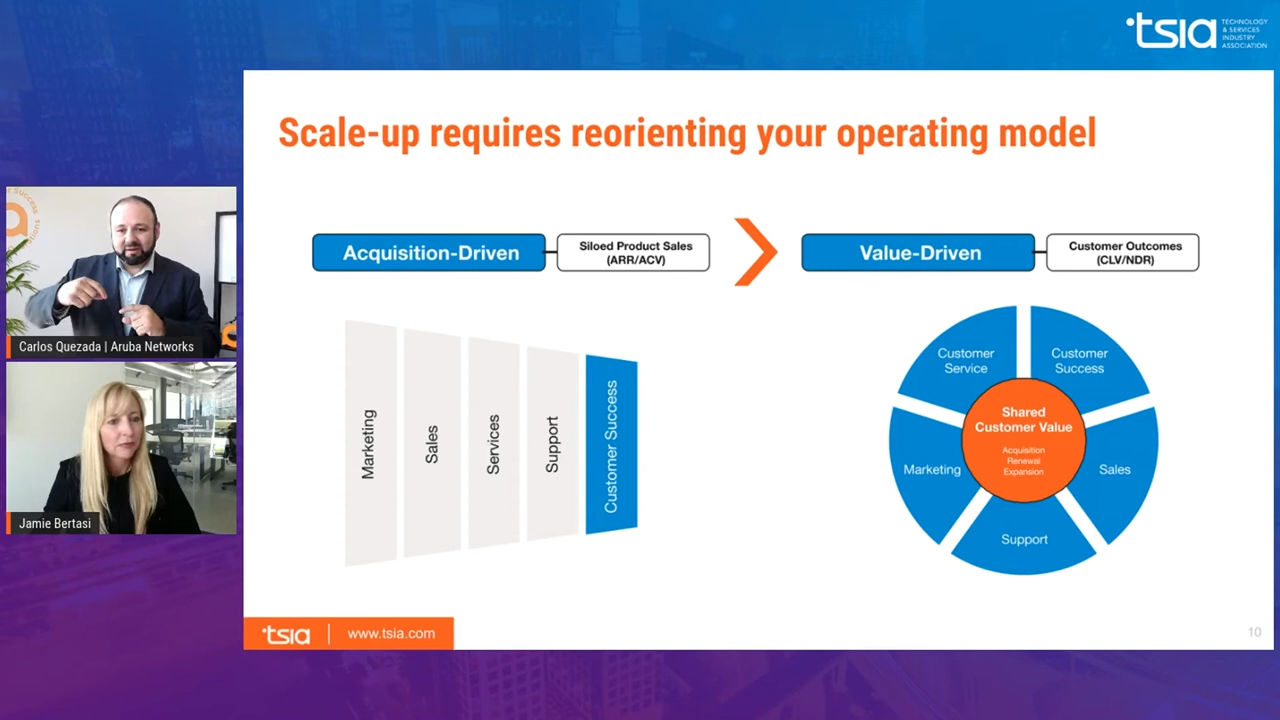 tsia
TECHNOLOGY
& SERVICES
INDUSTRY
ASSOCIATION
Scale-up requires reorienting your operating model
Acquisition-Driven
Siloed Product Sales
(ARR/ACV)
Value-Driven
Customer Outcomes
(CLV/NDR)
Marketing
Sales
Services
Support
Customer Success
Customer
Service
Customer
Success
Shared
Customer Value
Acquisition
Renewal
Expansion
Marketing
Sales
Support
Carlos Quezada | Aruba Networks
Jamie Bertasi
tsia
www.tsia.com
10